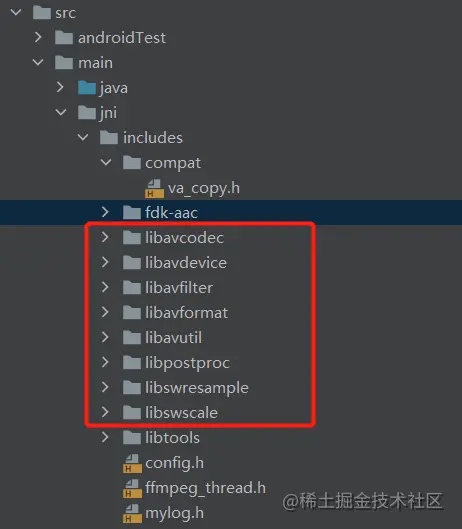 src
androidTest
main
java
jni
includes
compat
va_copy.h
fdk-aac
libavcodec
libavdevice
libavfilter
libavformat
libavutil
libpostproc
libswresample
libswscale
libtools
config.h
ffmpeg_thread.h
mylog.h
@稀土掘金技术社区